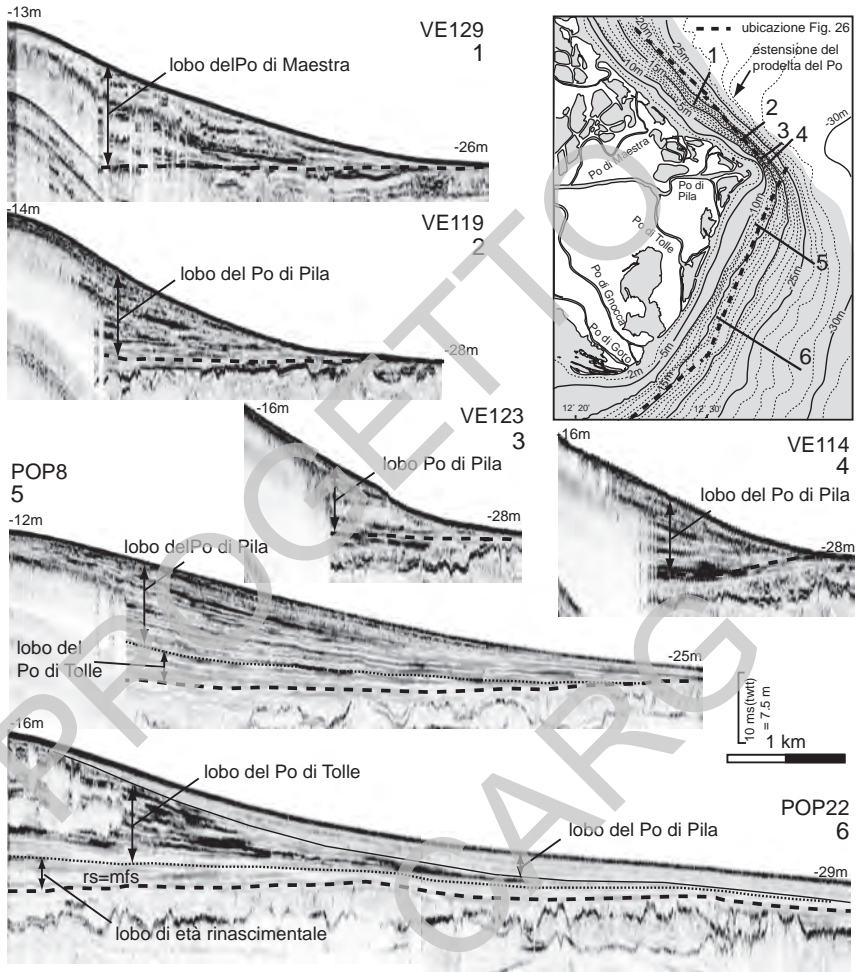 -13m
VE129
1
lobo delPo di Maestra
-26m
-14m
VE119
2
lobo del Po di Pila
-28m
-16m
VE123
3
lobo Po di Pila
-28m
ubicazione Fig. 26
estensione del
prodelta del Po
1
2
3
4
5
6
-20m
25m
-10m
15m
-5m
-30m
Po di Maestra
Po di
Pila
Po di Tolle
Po di Gnocca
Po di Goro
-10m
25m
-30m
5m
-2m
15m
12° 20'
12° 30'
-16m
VE114
4
lobo del Po di Pila
-28m
POP8
5
-12m
lobo delPo di Pila
lobo del
Po di Tolle
-25m
10 ms(twtt)
= 7.5 m
1 km
-16m
lobo del Po di Tolle
POP22
6
lobo del Po di Pila
-29m
rs=mfs
lobo di età rinascimentale
PROGETTO
CARG